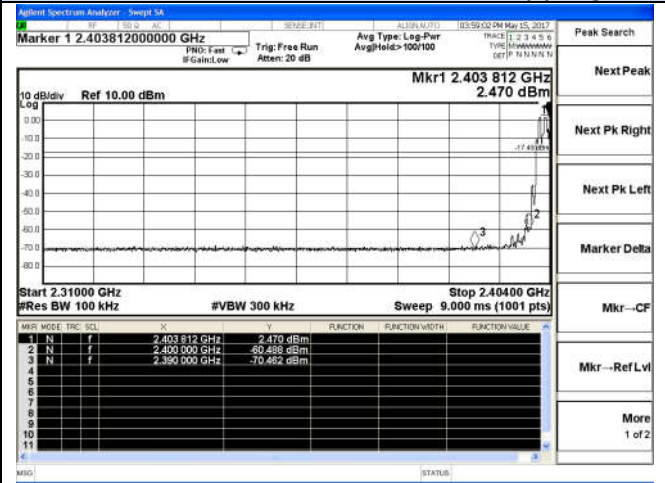 Agilent Spectrum Analyzer - Swept SA
RF 50 Ω AC SENSE:INT ALIGNAUTO 03:59:02 PM May 15, 2017
Marker 1 2.403812000000 GHz
PNO: Fast
IFGain:Low
Trig: Free Run
Atten: 20 dB
Avg Type: Log-Pwr
Avg|Hold:>100/100
TRACE 1 2 3 4 5 6
TYPE
DET P N N N N N
Peak Search
Next Peak
Next Pk Right
Next Pk Left
Marker Delta
Mkr→CF
Mkr→Ref Lvl
More
1 of 2
Mkr1 2.403 812 GHz
2.470 dBm
10 dB/div Ref 10.00 dBm
Log
0.00
-10.0
-20.0
-30.0
-40.0
-50.0
-60.0
-70.0
-80.0
1
2
3
Start 2.31000 GHz Stop 2.40400 GHz
#Res BW 100 kHz #VBW 300 kHz Sweep 9.000 ms (1001 pts)
MKR MODE TRC SCL X Y FUNCTION FUNCTION WIDTH FUNCTION VALUE
1 N f 2.403 812 GHz 2.470 dBm
2 N f 2.400 000 GHz -60.488 dBm
3 N f 2.390 000 GHz -70.462 dBm
4
5
6
7
8
9
10
11
MSG STATUS